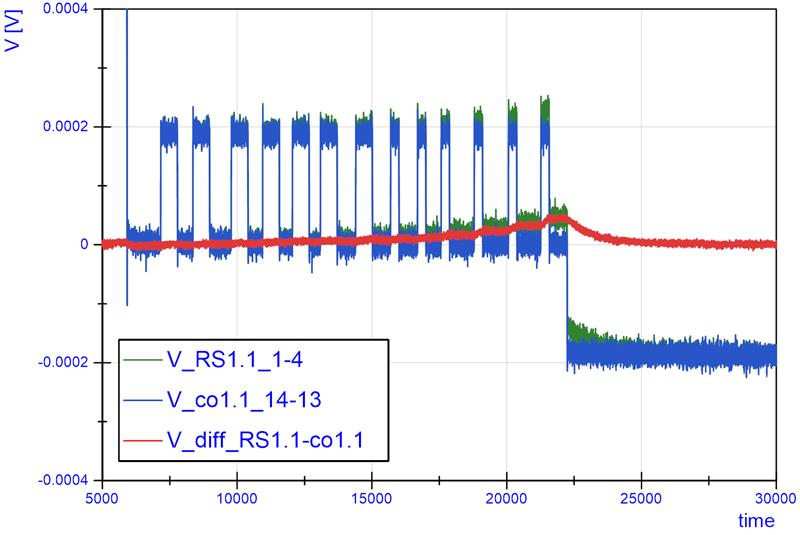 V [V]
0.0004
0.0002
0
-0.0002
-0.0004
V_RS1.1_1-4
V_co1.1_14-13
V_diff_RS1.1-co1.1
5000 10000 15000 20000 25000 30000
time